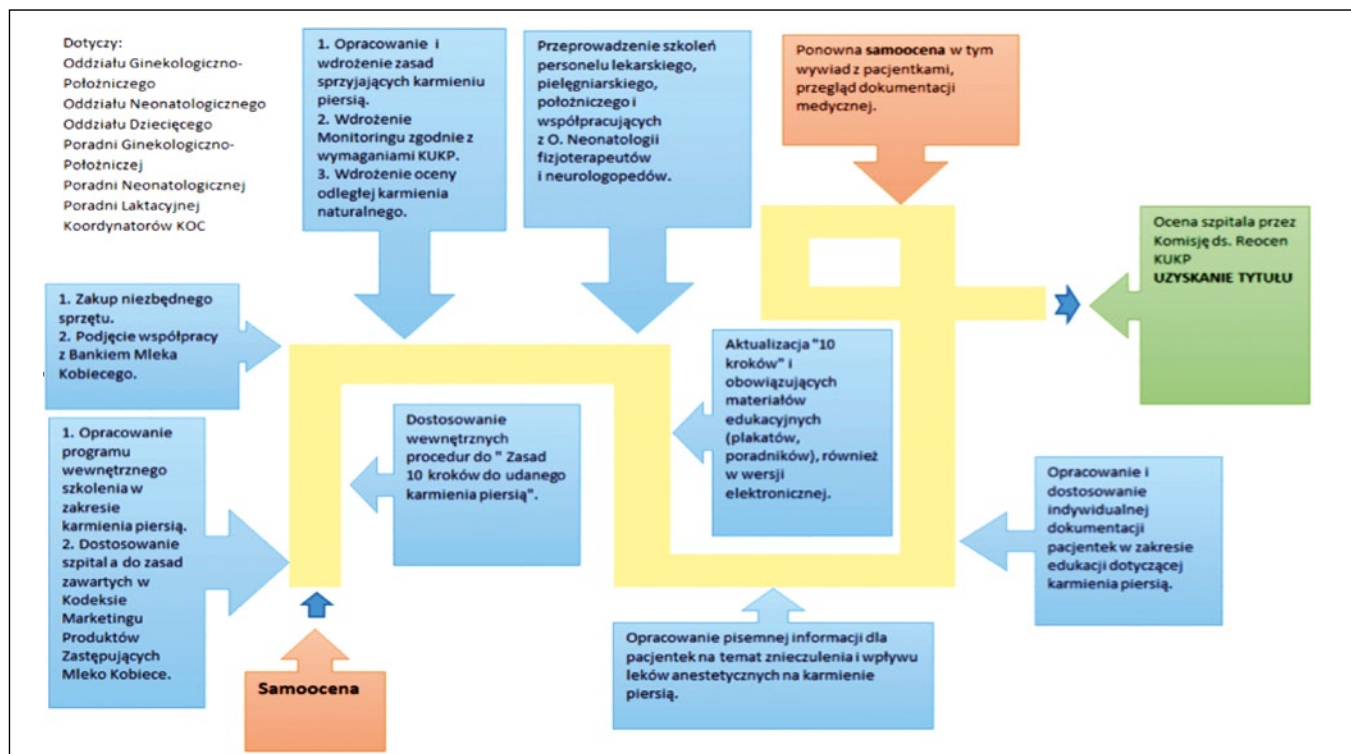 Dotyczy:
Oddziału Ginekologiczno-
Położniczego
Oddziału Neonatologicznego
Oddziału Dziecięcego
Poradni Ginekologiczno-
Położniczej
Poradni Neonatologicznej
Poradni Laktacyjnej
Koordynatorów KOC
1. Opracowanie i
wdrożenie zasad
sprzyjających karmieniu
piersią.
2. Wdrożenie
Monitoringu zgodnie z
wymaganiami KUKP.
3. Wdrożenie oceny
odległej karmienia
naturalnego.
Przeprowadzenie szkoleń
personelu lekarskiego,
pielęgniarskiego,
położniczego i
współpracujących
z O. Neonatologii
fizjoterapeutów
i neurologopedów.
Ponowna samoocena w tym
wywiad z pacjentkami,
przegląd dokumentacji
medycznej.
Ocena szpitala przez
Komisję ds. Reocen
KUKP
UZYSKANIE TYTUŁU
1. Zakup niezbędnego
sprzętu.
2. Podjęcie współpracy
z Bankiem Mleka
Kobiecego.
1. Opracowanie
programu
wewnętrznego
szkolenia w
zakresie
karmienia piersią.
2. Dostosowanie
szpital a do zasad
zawartych w
Kodeksie
Marketingu
Produktów
Zastępujących
Mleko Kobiece.
Dostosowanie
wewnętrznych
procedur do " Zasad
10 kroków do udanego
karmienia piersią".
Aktualizacja "10
kroków" i
obowiązujących
materiałów
edukacyjnych
(plakatów,
poradników), również
w wersji
elektronicznej.
Opracowanie i
dostosowanie
indywidualnej
dokumentacji
pacjentek w zakresie
edukacji dotyczącej
karmienia piersią.
Opracowanie pisemnej informacji dla
pacjentek na temat znieczulenia i wpływu
leków anestetycznych na karmienie
piersią.
Samoocena